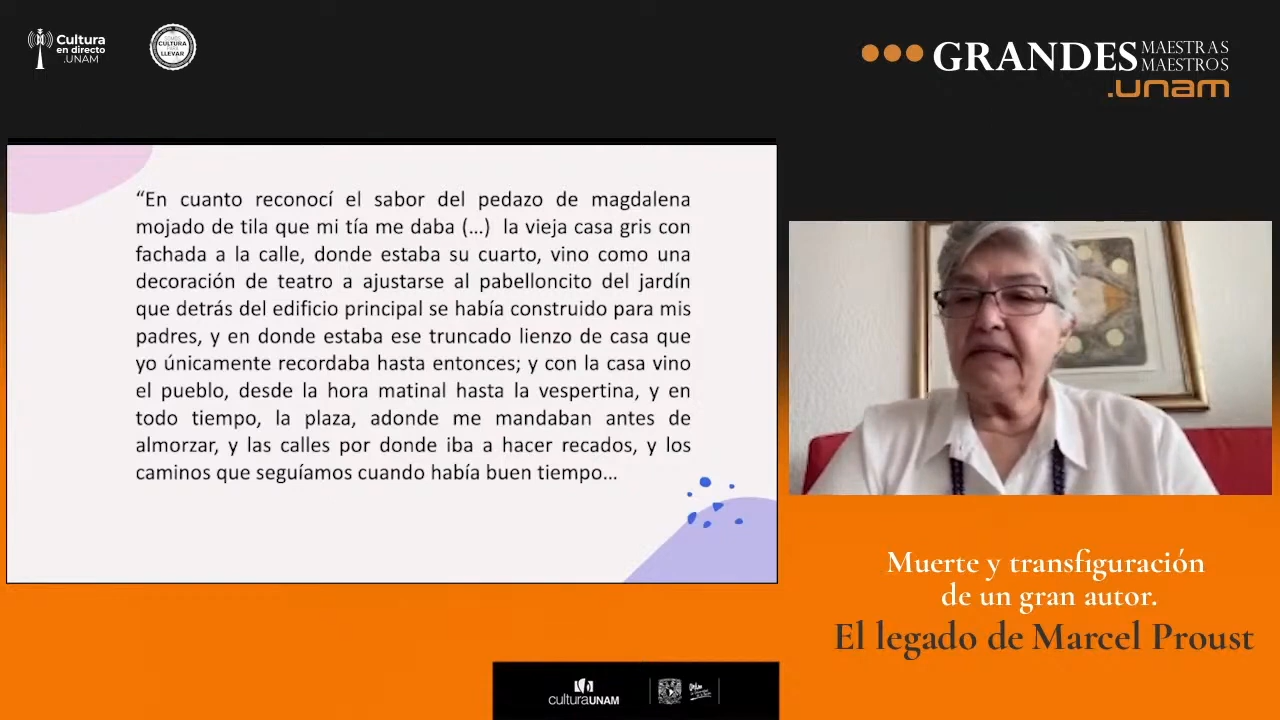 Cultura
en directo
.UNAM
CULTURA
LLEVAR
GRANDES MAESTRAS
MAESTROS
.unam
“En cuanto reconocí el sabor del pedazo de magdalena
mojado de tila que mi tía me daba (...) la vieja casa gris con
fachada a la calle, donde estaba su cuarto, vino como una
decoración de teatro a ajustarse al pabelloncito del jardín
que detrás del edificio principal se había construido para mis
padres, y en donde estaba ese truncado lienzo de casa que
yo únicamente recordaba hasta entonces; y con la casa vino
el pueblo, desde la hora matinal hasta la vespertina, y en
todo tiempo, la plaza, adonde me mandaban antes de
almorzar, y las calles por donde iba a hacer recados, y los
caminos que seguíamos cuando había buen tiempo...
Muerte y transfiguración
de un gran autor.
El legado de Marcel Proust
culturaUNAM